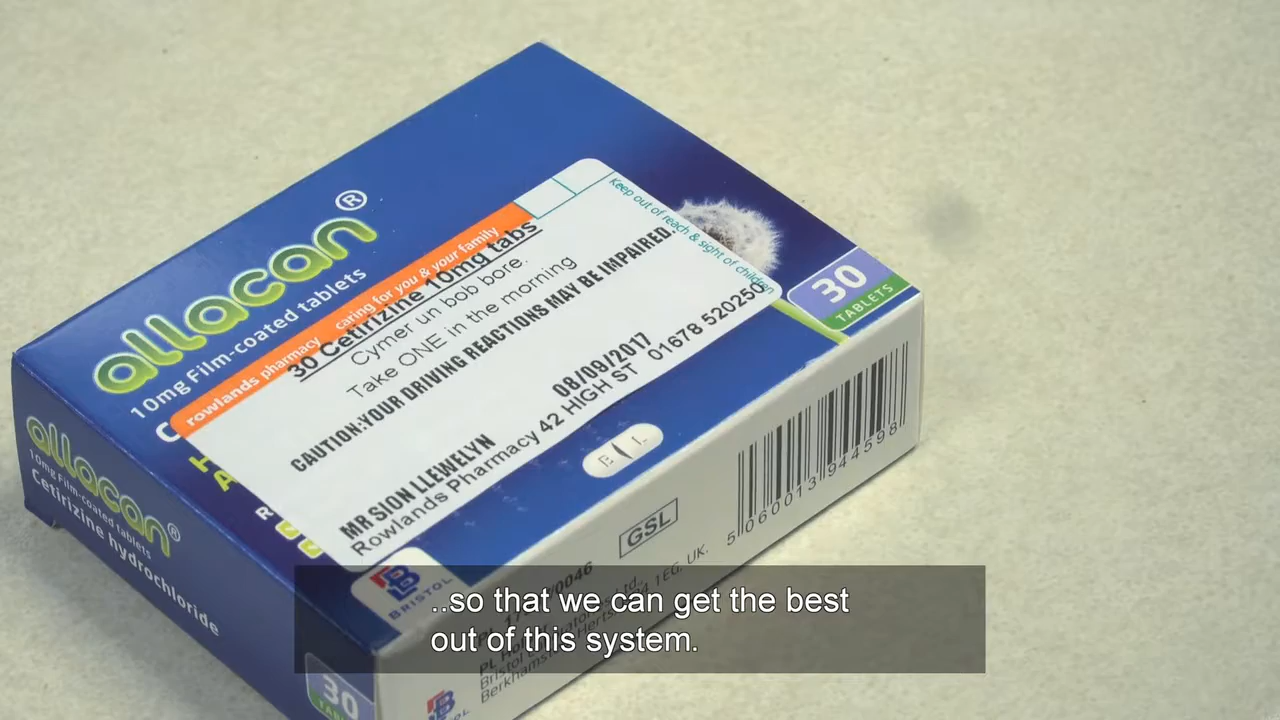 allacan®
10mg Film-coated tablets
rowlands pharmacy caring for you & your family
30 Cetirizine 10mg tabs
Cymer un bob bore.
Take ONE in the morning
CAUTION:YOUR DRIVING REACTIONS MAY BE IMPAIRED.
08/09/2017
MR SION LLEWELYN
Rowlands Pharmacy 42 HIGH ST 01678 520250
Keep out of reach & sight of children
30
TABLETS
BRISTOL
allacan®
10mg Film-coated tablets
Cetirizine hydrochloride
30
GSL
5 060013 944598
Berkhamsted
1EG, UK.
..so that we can get the best
out of this system.